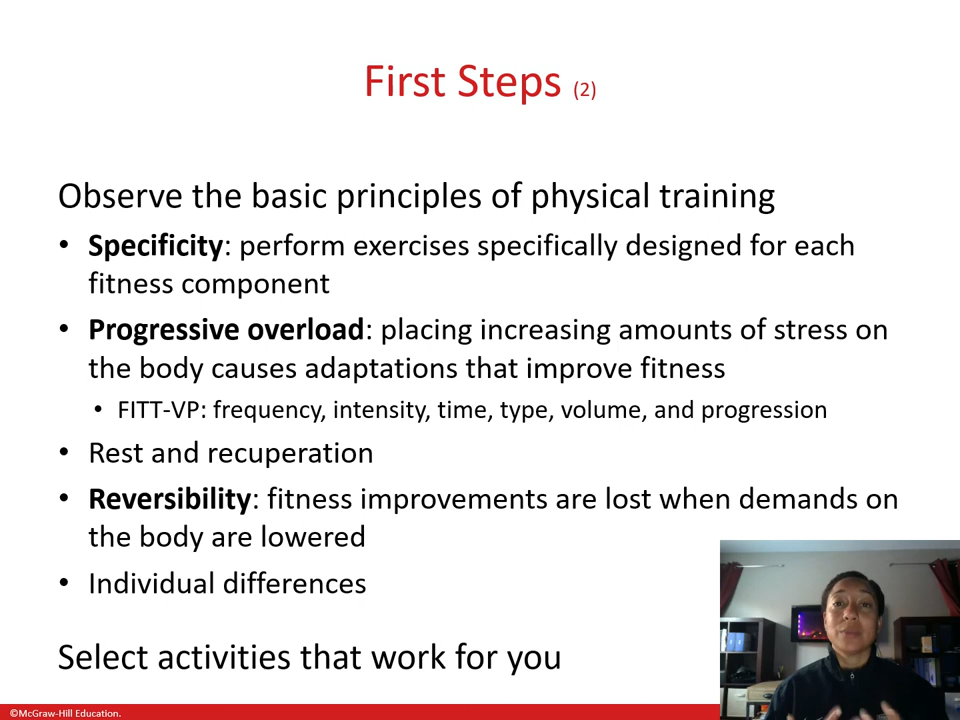 First Steps (2)
Observe the basic principles of physical training
• Specificity: perform exercises specifically designed for each
fitness component
• Progressive overload: placing increasing amounts of stress on
the body causes adaptations that improve fitness
• FITT-VP: frequency, intensity, time, type, volume, and progression
• Rest and recuperation
• Reversibility: fitness improvements are lost when demands on
the body are lowered
• Individual differences
Select activities that work for you
©McGraw-Hill Education.